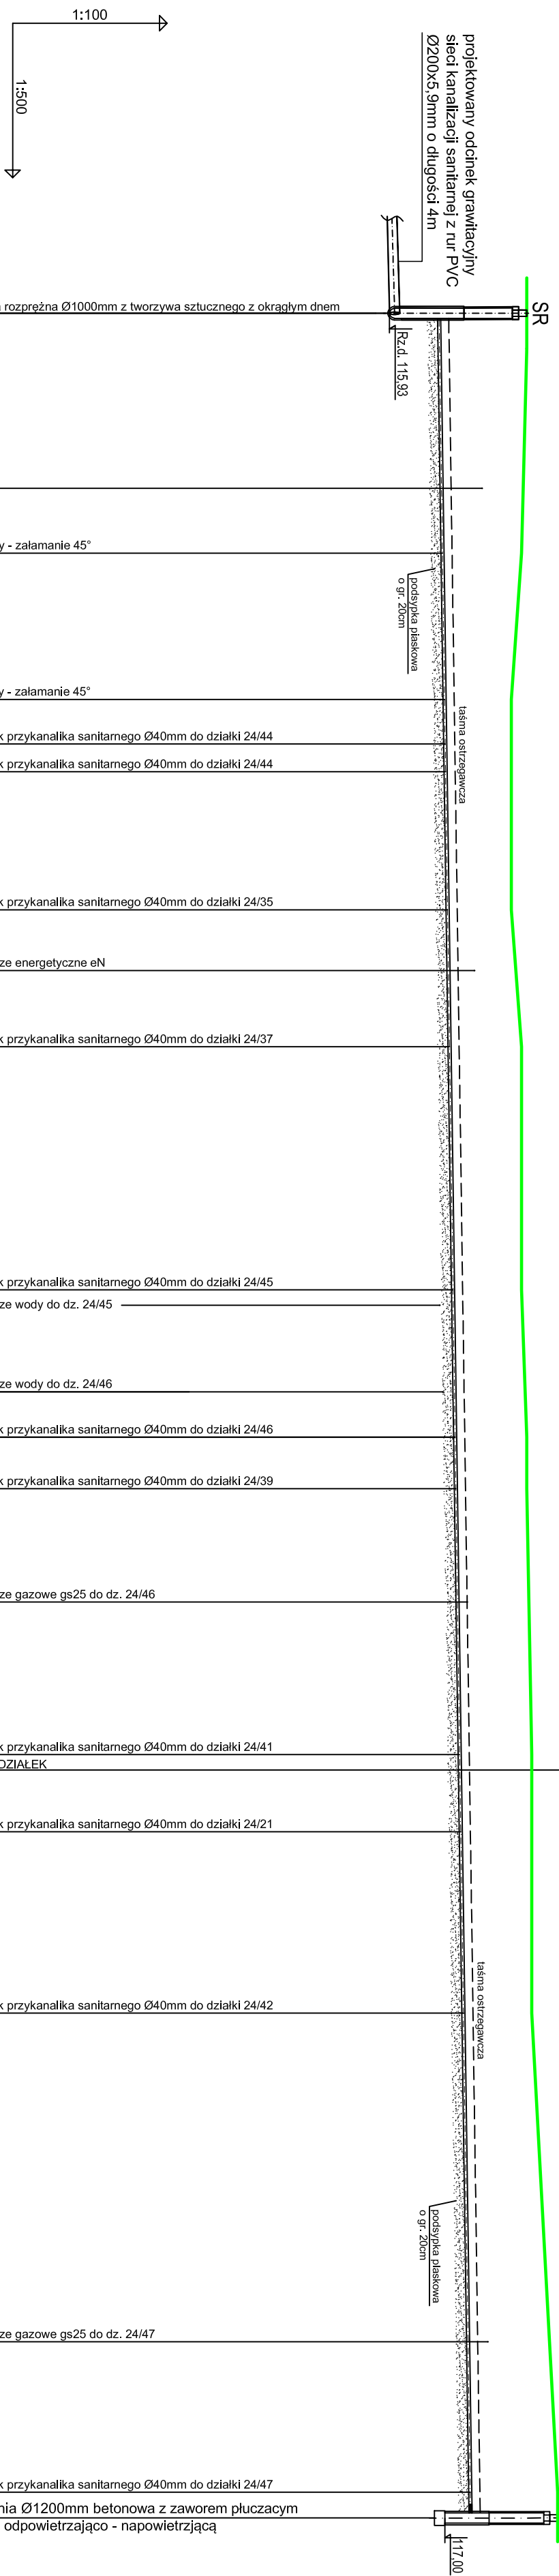 1:100
1:500
projektowany odcinek grawitacyjny
sieci kanalizacji sanitarnej z rur PVC
Ø200x5,9mm o długości 4m
SR
a rozprężna Ø1000mm z tworzywa sztucznego z okrągłym dnem
Rz.d. 115,93
y - załamanie 45°
podsypka piaskowa
o gr. 20cm
y - załamanie 45°
taśma ostrzegawcza
k przykanalika sanitarnego Ø40mm do działki 24/44
k przykanalika sanitarnego Ø40mm do działki 24/44
k przykanalika sanitarnego Ø40mm do działki 24/35
ze energetyczne eN
k przykanalika sanitarnego Ø40mm do działki 24/37
k przykanalika sanitarnego Ø40mm do działki 24/45
ze wody do dz. 24/45
ze wody do dz. 24/46
k przykanalika sanitarnego Ø40mm do działki 24/46
k przykanalika sanitarnego Ø40mm do działki 24/39
ze gazowe gs25 do dz. 24/46
k przykanalika sanitarnego Ø40mm do działki 24/41
DZIAŁEK
k przykanalika sanitarnego Ø40mm do działki 24/21
taśma ostrzegawcza
k przykanalika sanitarnego Ø40mm do działki 24/42
podsypka piaskowa
o gr. 20cm
ze gazowe gs25 do dz. 24/47
k przykanalika sanitarnego Ø40mm do działki 24/47
nia Ø1200mm betonowa z zaworem płuczacym
odpowietrzająco - napowietrzjącą
117,00